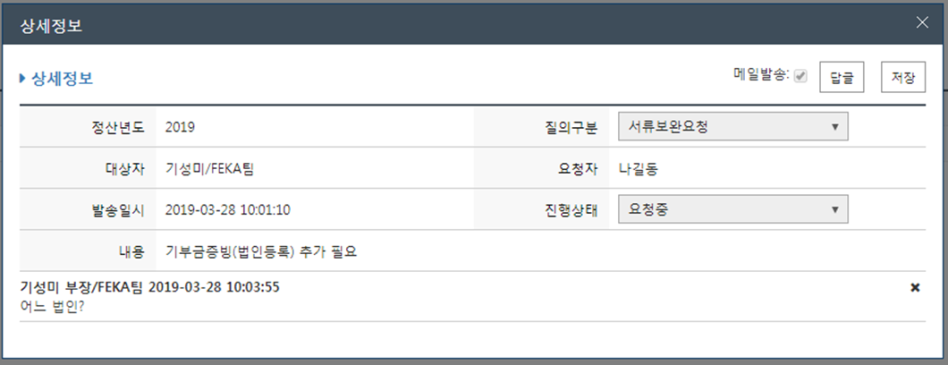 상세정보
상세정보
메일발송:
답글
저장
정산년도 2019 질의구분 서류보완요청
대상자 기성미/FEKA팀 요청자 나길동
발송일시 2019-03-28 10:01:10 진행상태 요청중
내용 기부금증빙(법인등록) 추가 필요
기성미 부장/FEKA팀 2019-03-28 10:03:55
어느 법인?